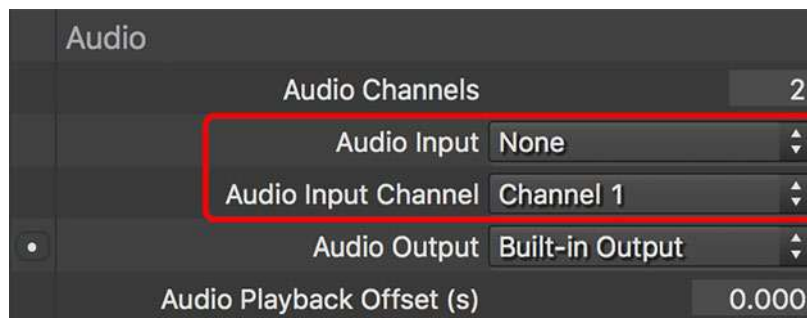 Audio
Audio Channels 2
Audio Input None
Audio Input Channel Channel 1
Audio Output Built-in Output
Audio Playback Offset (s) 0.000